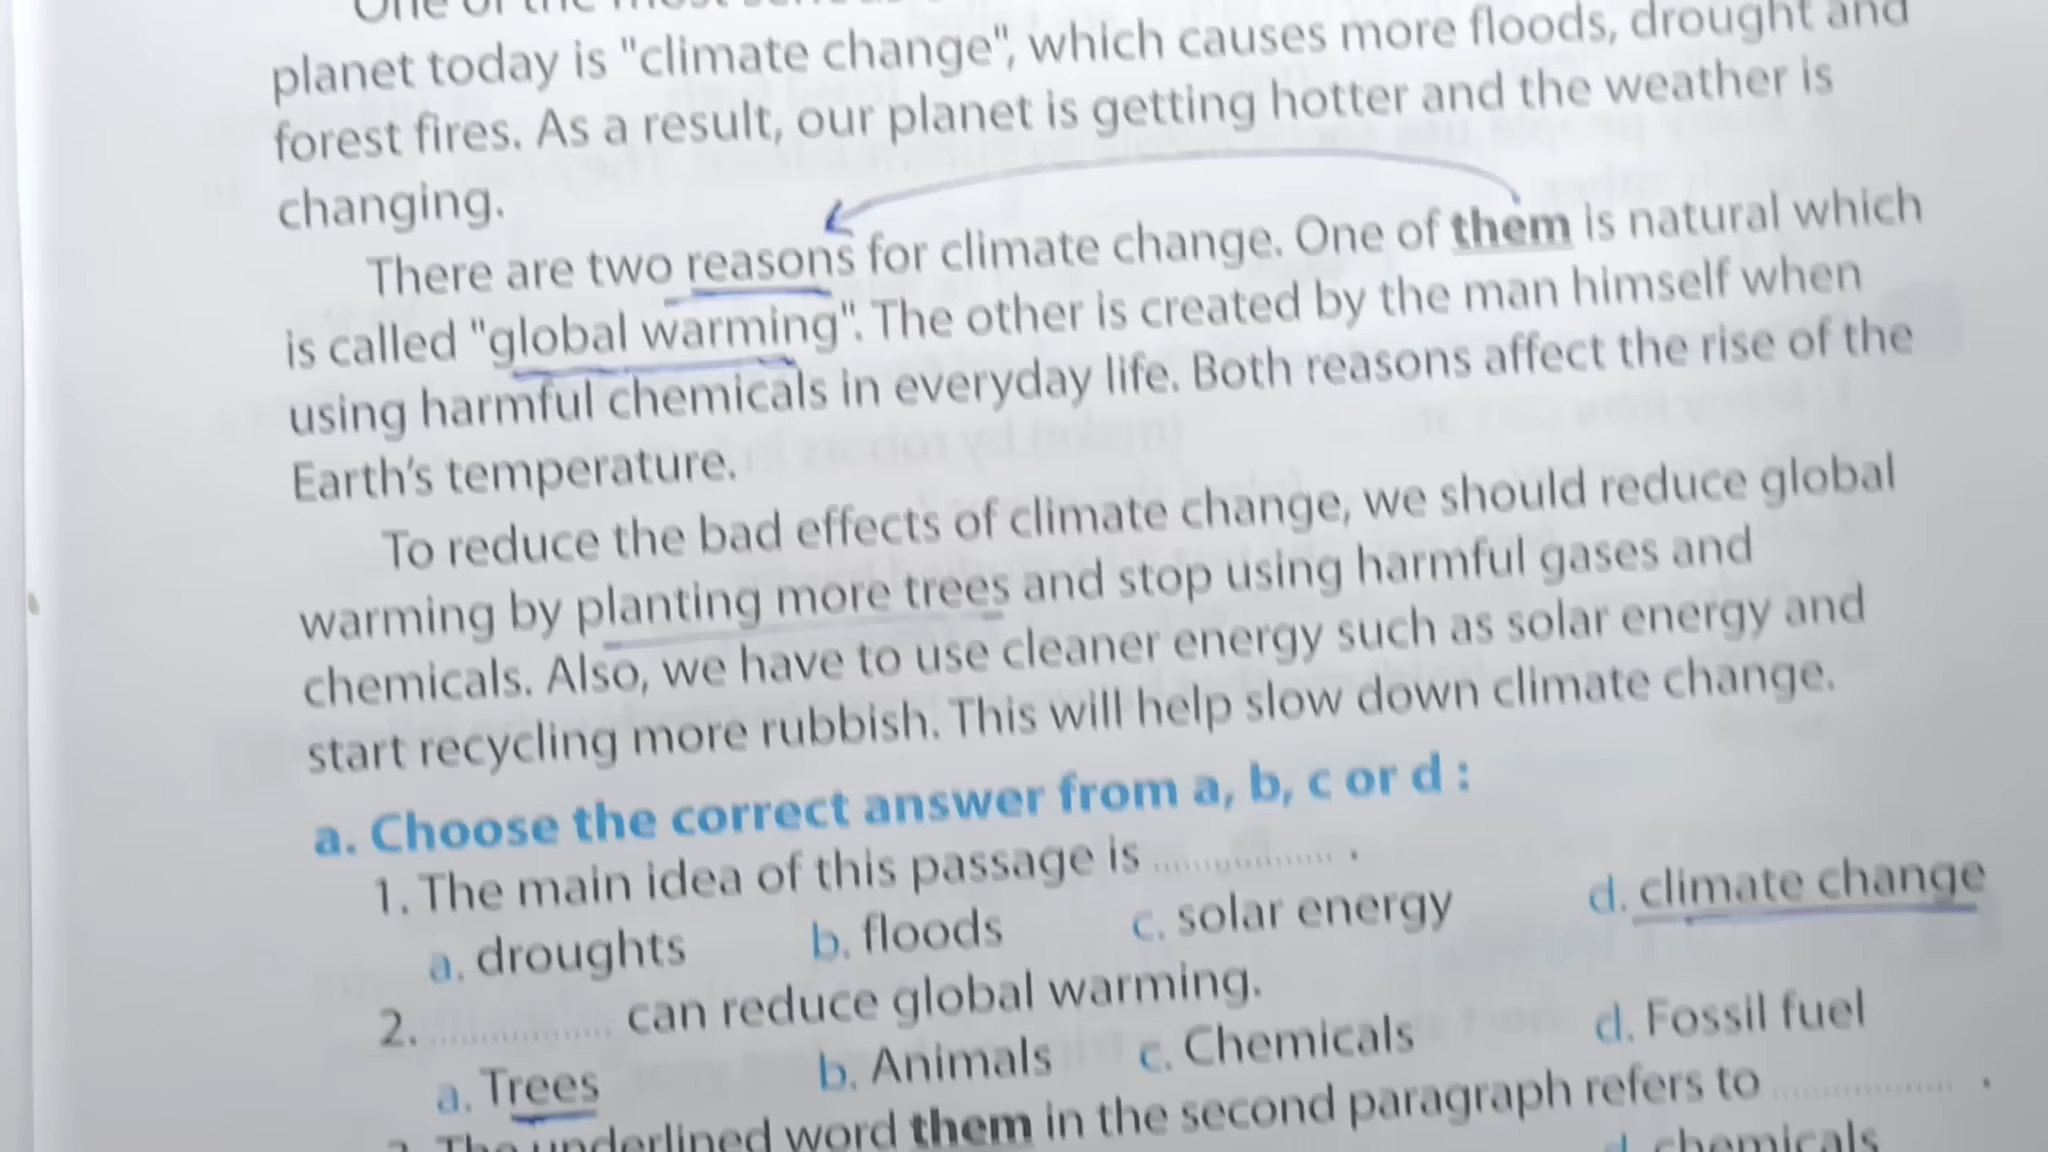 One of the most serious
planet today is "climate change", which causes more floods, drought and
forest fires. As a result, our planet is getting hotter and the weather is
changing.
There are two reasons for climate change. One of them is natural which
is called "global warming". The other is created by the man himself when
using harmful chemicals in everyday life. Both reasons affect the rise of the
Earth's temperature.
To reduce the bad effects of climate change, we should reduce global
warming by planting more trees and stop using harmful gases and
chemicals. Also, we have to use cleaner energy such as solar energy and
start recycling more rubbish. This will help slow down climate change.
a. Choose the correct answer from a, b, c or d :
1. The main idea of this passage is .................. .
a. droughts b. floods c. solar energy d. climate change
2. .................. can reduce global warming.
a. Trees b. Animals c. Chemicals d. Fossil fuel
3. The underlined word them in the second paragraph refers to .................. .
d. chemicals